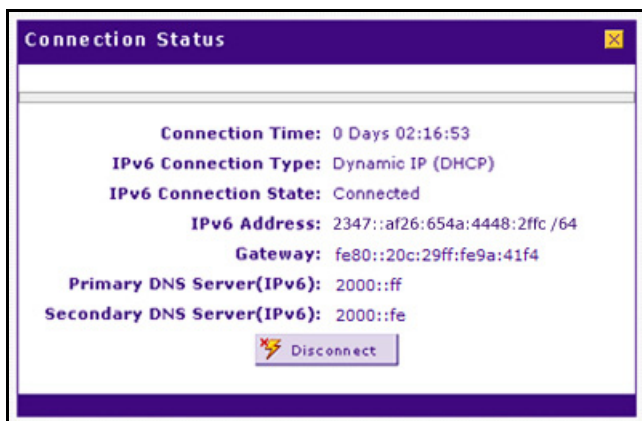 Connection Status
Connection Time: 0 Days 02:16:53
IPv6 Connection Type: Dynamic IP (DHCP)
IPv6 Connection State: Connected
IPv6 Address: 2347::af26:654a:4448:2ffc /64
Gateway: fe80::20c:29ff:fe9a:41f4
Primary DNS Server(IPv6): 2000::ff
Secondary DNS Server(IPv6): 2000::fe
Disconnect